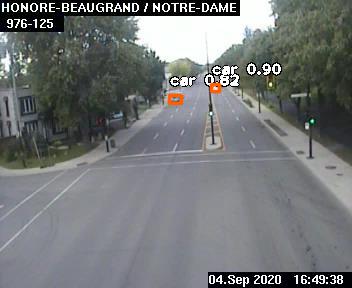 HONORE-BEAUGRAND / NOTRE-DAME
976-125
car 0.90
car 0.82
04.Sep 2020 16:49:38